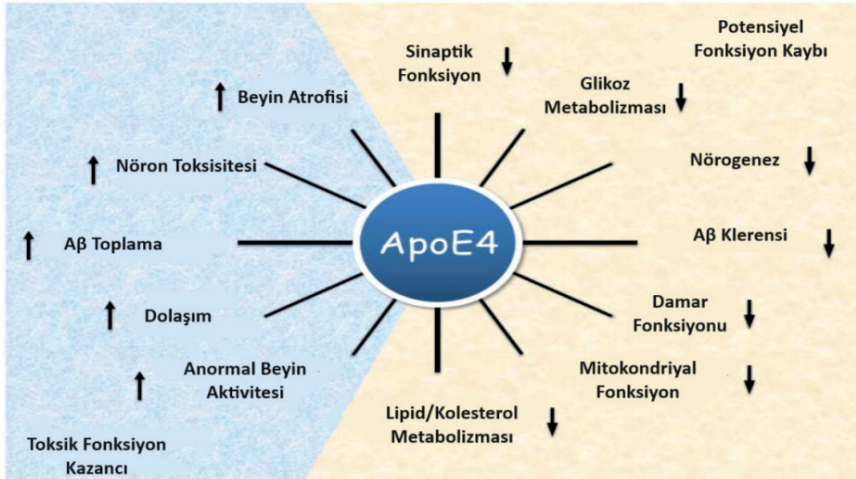 Potensiyel
Fonksiyon Kaybı
Sinaptik
Fonksiyon
Glikoz
Metabolizması
Beyin Atrofisi
Nöron Toksisitesi
Nörogenez
Aβ Toplama
ApoE4
Aβ Klerensi
Dolaşım
Damar
Fonksiyonu
Anormal Beyin
Aktivitesi
Mitokondriyal
Fonksiyon
Lipid/Kolesterol
Metabolizması
Toksik Fonksiyon
Kazancı